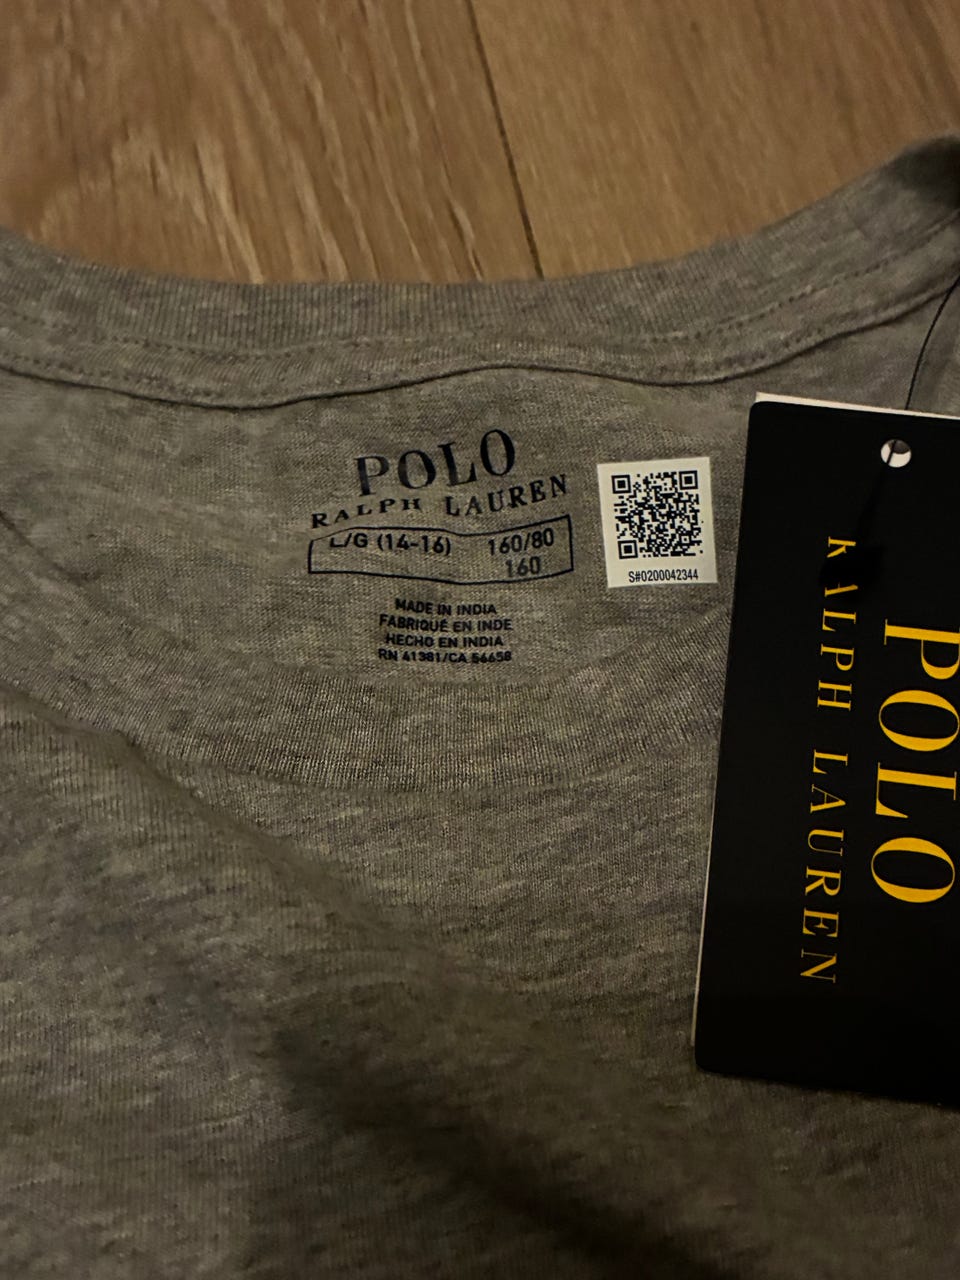 POLO
RALPH LAUREN
L/G (14-16) 160/80
160
MADE IN INDIA
FABRIQUÉ EN INDE
HECHO EN INDIA
RN 41381/CA 56658
S#0200042344
POLO
RALPH LAUREN